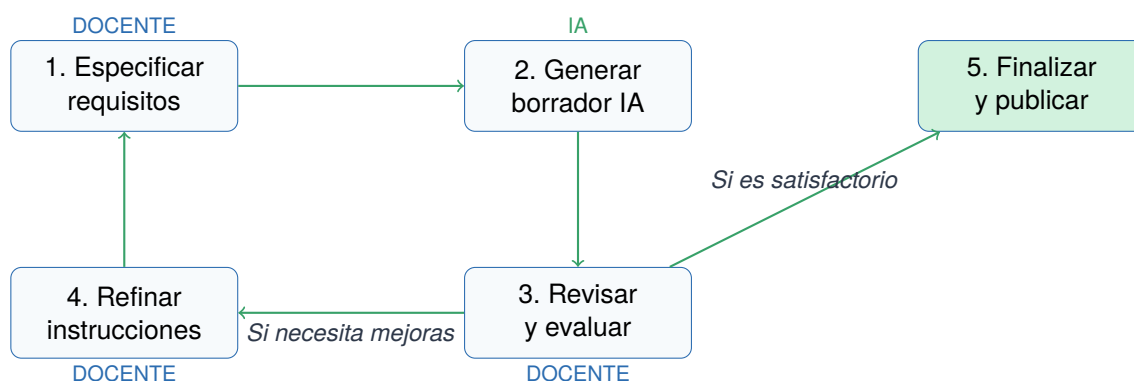 DOCENTE
1. Especificar
requisitos
IA
2. Generar
borrador IA
5. Finalizar
y publicar
Si es satisfactorio
4. Refinar
instrucciones
DOCENTE
Si necesita mejoras
3. Revisar
y evaluar
DOCENTE